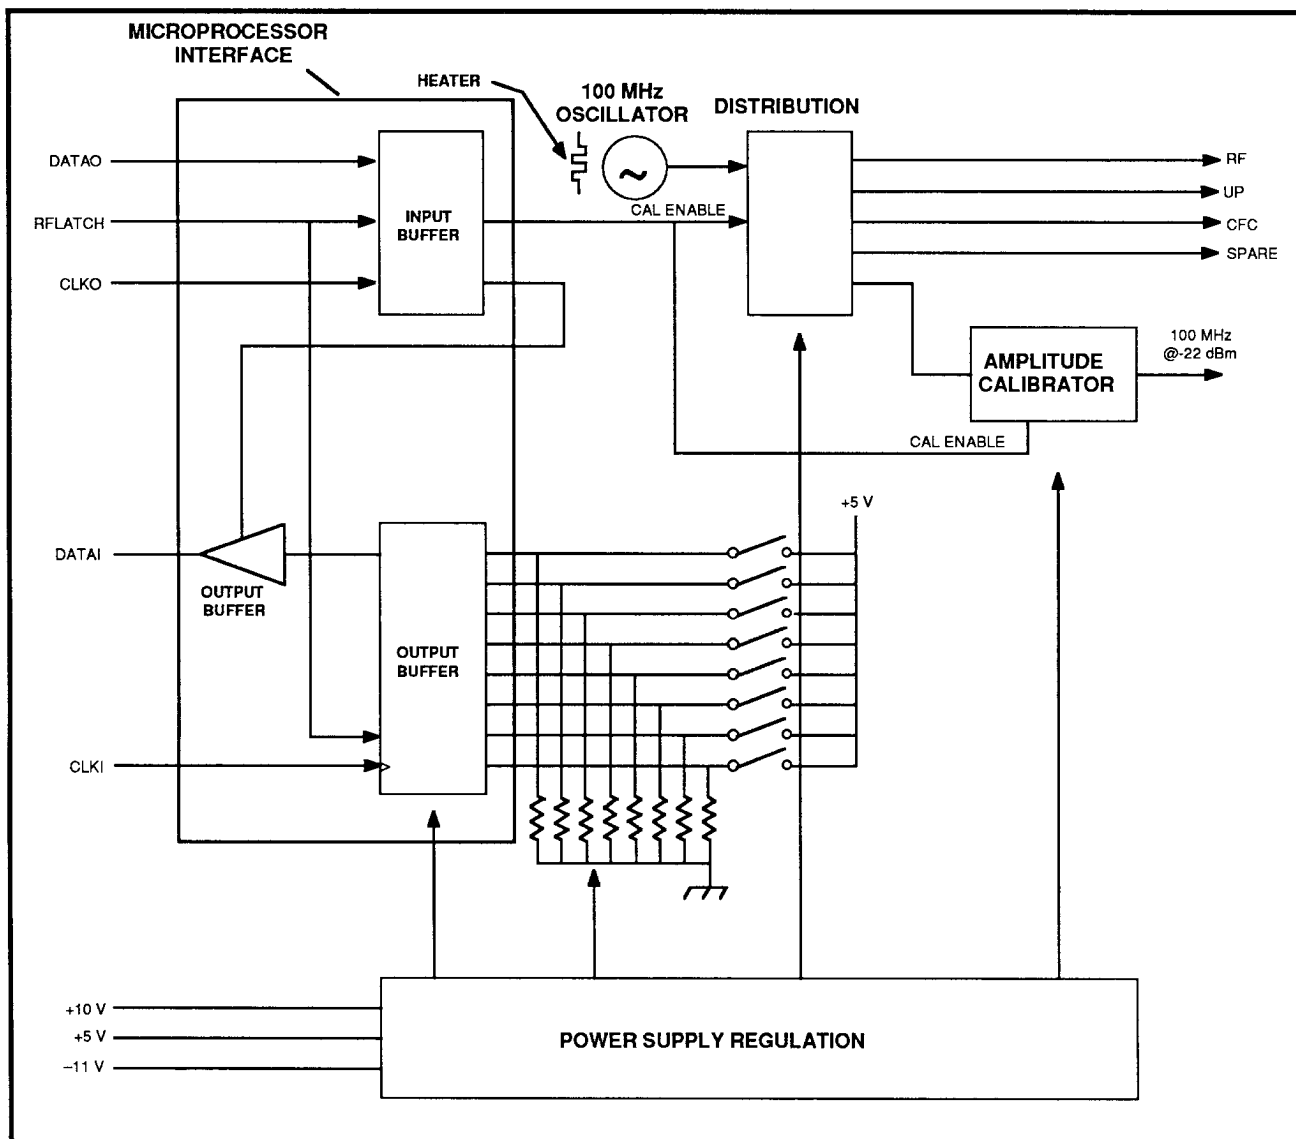 MICROPROCESSOR
INTERFACE
HEATER
100 MHz
OSCILLATOR
DISTRIBUTION
DATAO
RFLATCH
CLKO
INPUT
BUFFER
CAL ENABLE
RF
UP
CFC
SPARE
AMPLITUDE
CALIBRATOR
100 MHz
@-22 dBm
CAL ENABLE
+5 V
DATAI
OUTPUT
BUFFER
OUTPUT
BUFFER
CLKI
+10 V
+5 V
–11 V
POWER SUPPLY REGULATION